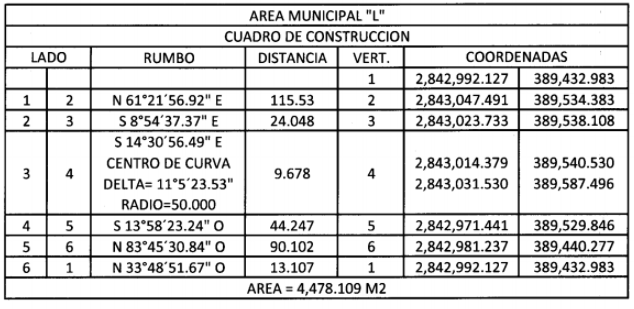 AREA MUNICIPAL "L"
CUADRO DE CONSTRUCCION
LADO RUMBO DISTANCIA VERT. COORDENADAS
1 2,842,992.127 389,432.983
1 2 N 61°21´56.92" E 115.53 2 2,843,047.491 389,534.383
2 3 S 8°54´37.37" E 24.048 3 2,843,023.733 389,538.108
3 4 S 14°30´56.49" E
CENTRO DE CURVA
DELTA= 11°5´23.53"
RADIO=50.000
9.678 4 2,843,014.379 389,540.530
2,843,031.530 389,587.496
4 5 S 13°58´23.24" O 44.247 5 2,842,971.441 389,529.846
5 6 N 83°45´30.84" O 90.102 6 2,842,981.237 389,440.277
6 1 N 33°48´51.67" O 13.107 1 2,842,992.127 389,432.983
AREA = 4,478.109 M2